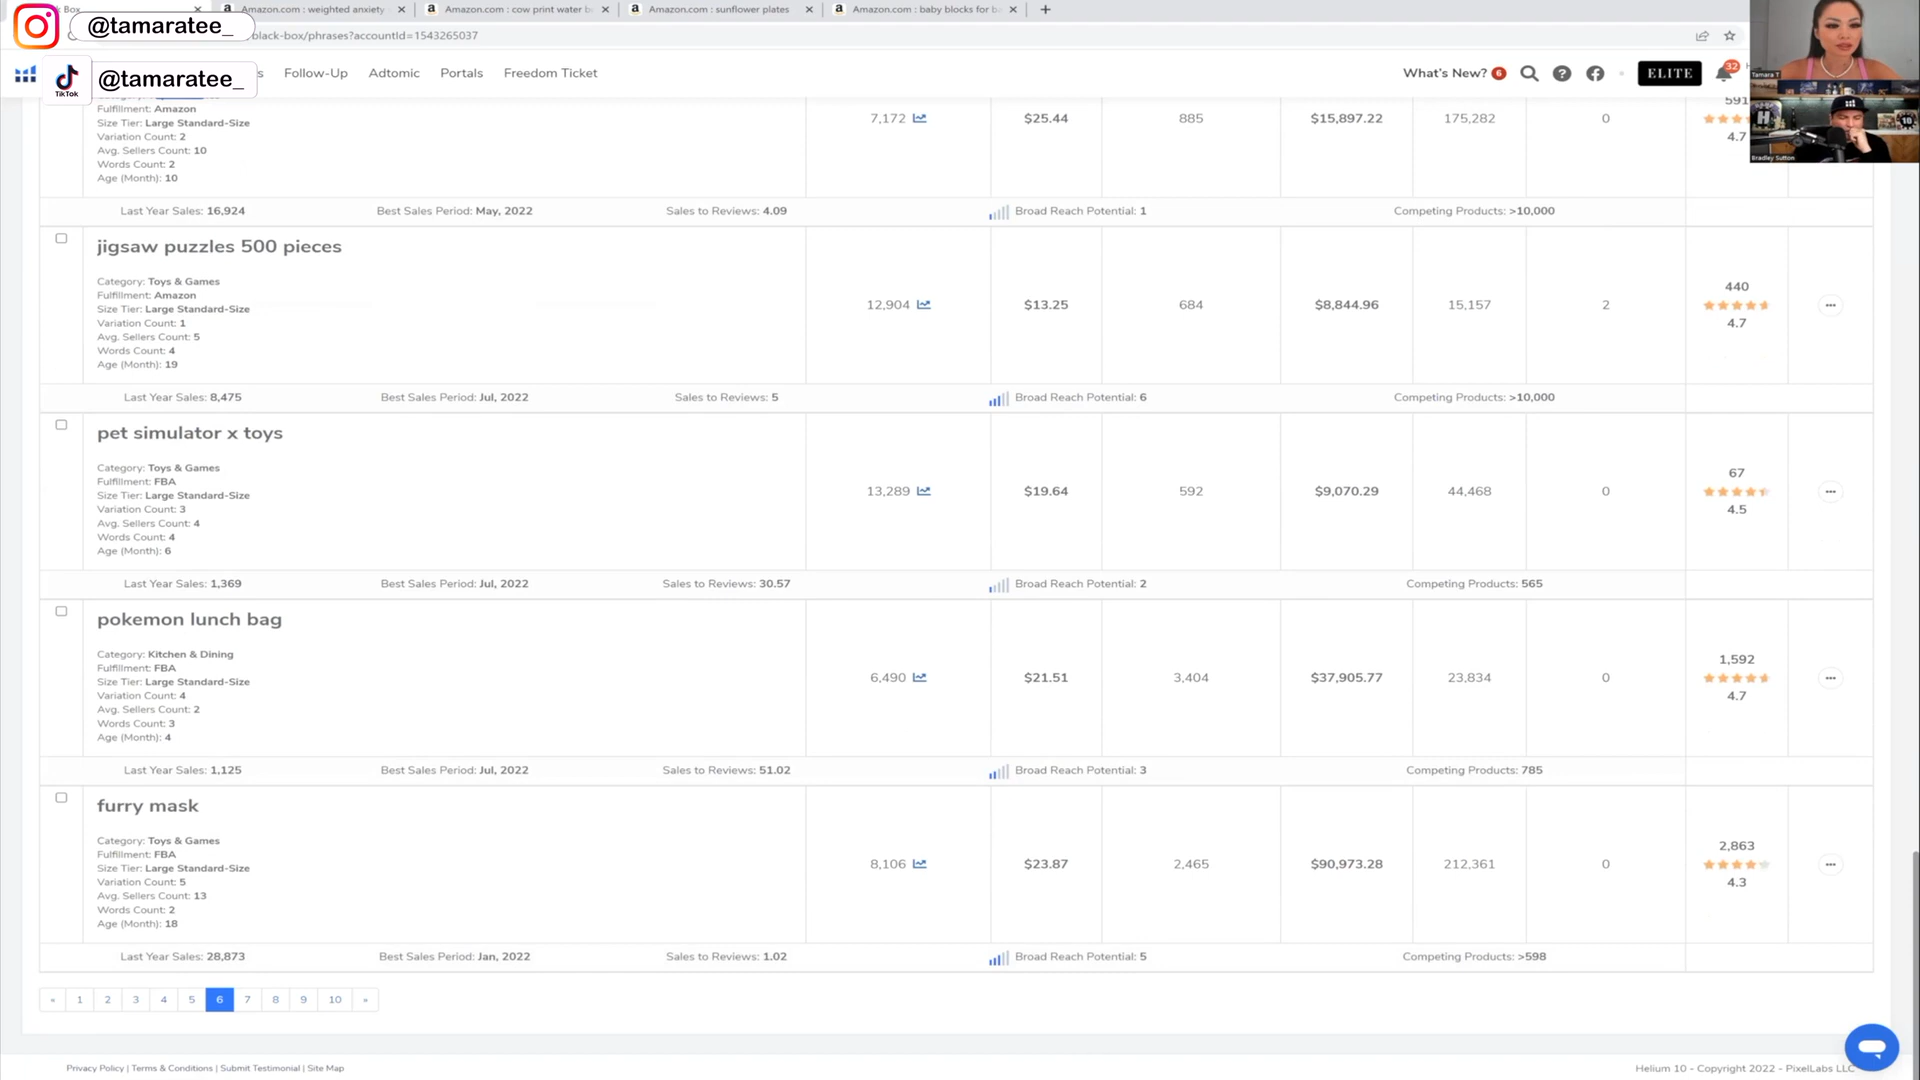 Box
Amazon.com : weighted anxiety
Amazon.com : cow print water b
Amazon.com : sunflower plates
Amazon.com : baby blocks for b
@tamaratee_
black-box/phrases?accountId=1543265037
TikTok
@tamaratee_
s
Follow-Up
Adtomic
Portals
Freedom Ticket
What's New? 6
ELITE
32
Tamara T
Bradley Sutton
Fulfillment: Amazon
Size Tier: Large Standard-Size
Variation Count: 2
Avg. Sellers Count: 10
Words Count: 2
Age (Month): 10
7,172
$25.44
885
$15,897.22
175,282
0
591
4.7
Last Year Sales: 16,924
Best Sales Period: May, 2022
Sales to Reviews: 4.09
Broad Reach Potential: 1
Competing Products: >10,000
jigsaw puzzles 500 pieces
Category: Toys & Games
Fulfillment: Amazon
Size Tier: Large Standard-Size
Variation Count: 1
Avg. Sellers Count: 5
Words Count: 4
Age (Month): 19
12,904
$13.25
684
$8,844.96
15,157
2
440
4.7
Last Year Sales: 8,475
Best Sales Period: Jul, 2022
Sales to Reviews: 5
Broad Reach Potential: 6
Competing Products: >10,000
pet simulator x toys
Category: Toys & Games
Fulfillment: FBA
Size Tier: Large Standard-Size
Variation Count: 3
Avg. Sellers Count: 4
Words Count: 4
Age (Month): 6
13,289
$19.64
592
$9,070.29
44,468
0
67
4.5
Last Year Sales: 1,369
Best Sales Period: Jul, 2022
Sales to Reviews: 30.57
Broad Reach Potential: 2
Competing Products: 565
pokemon lunch bag
Category: Kitchen & Dining
Fulfillment: FBA
Size Tier: Large Standard-Size
Variation Count: 4
Avg. Sellers Count: 2
Words Count: 3
Age (Month): 4
6,490
$21.51
3,404
$37,905.77
23,834
0
1,592
4.7
Last Year Sales: 1,125
Best Sales Period: Jul, 2022
Sales to Reviews: 51.02
Broad Reach Potential: 3
Competing Products: 785
furry mask
Category: Toys & Games
Fulfillment: FBA
Size Tier: Large Standard-Size
Variation Count: 5
Avg. Sellers Count: 13
Words Count: 2
Age (Month): 18
8,106
$23.87
2,465
$90,973.28
212,361
0
2,863
4.3
Last Year Sales: 28,873
Best Sales Period: Jan, 2022
Sales to Reviews: 1.02
Broad Reach Potential: 5
Competing Products: >598
« 1 2 3 4 5 6 7 8 9 10 »
Privacy Policy | Terms & Conditions | Submit Testimonial | Site Map
Helium 10 - Copyright 2022 - PixelLabs LLC